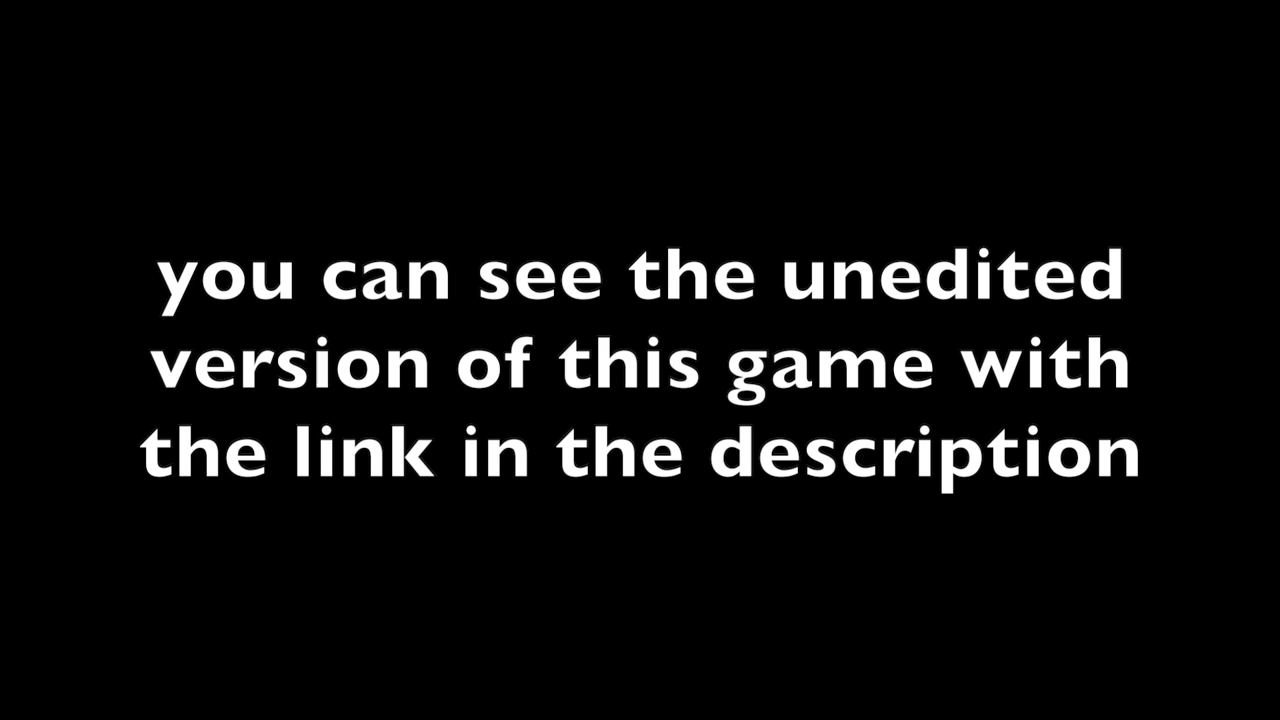 you can see the unedited
version of this game with
the link in the description